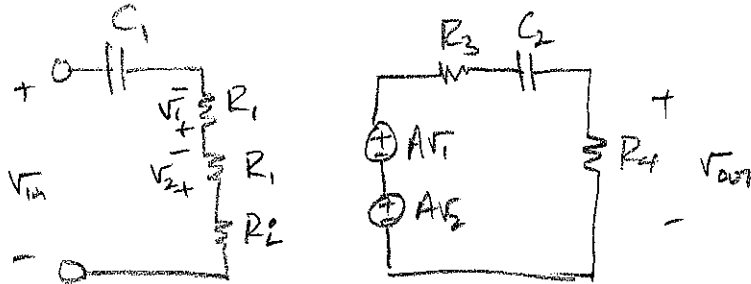 C₁
+ v₁ - + R₁
v₂ - + R₁
vin
R₂
-
R₃ C₂
+
Av₁ R₄ vout
Av₂
-